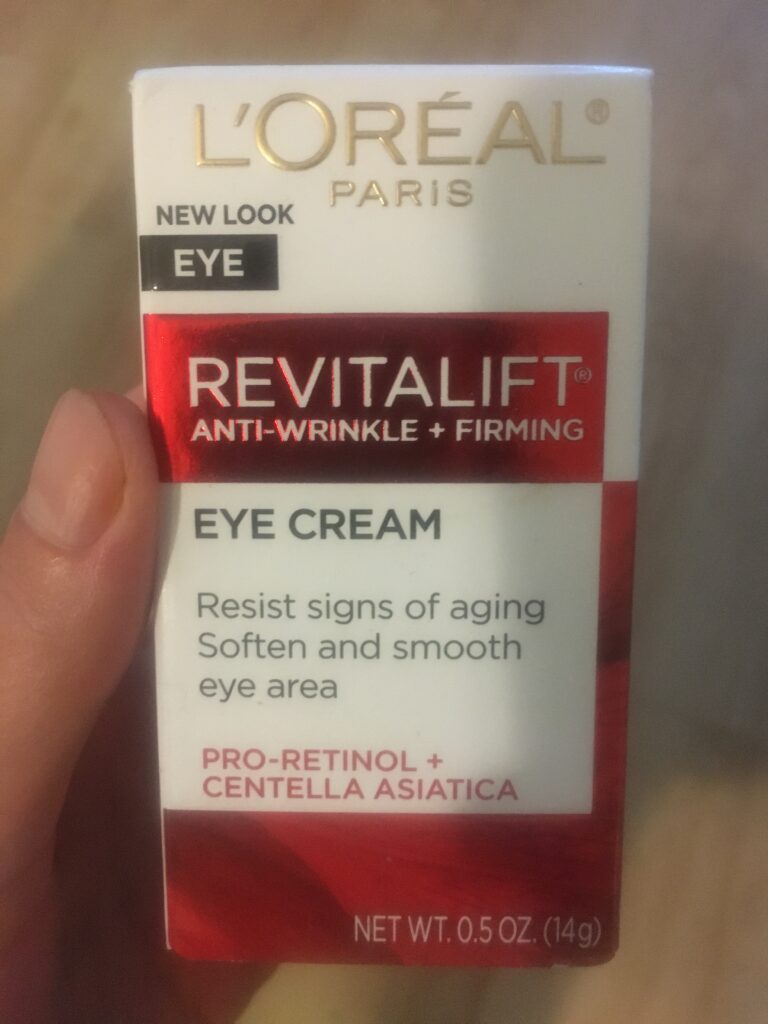 L'ORÉAL®
PARiS
NEW LOOK
EYE
REVITALIFT®
ANTI-WRINKLE + FIRMING
EYE CREAM
Resist signs of aging
Soften and smooth
eye area
PRO-RETINOL +
CENTELLA ASIATICA
NET WT. 0.5 OZ. (14g)